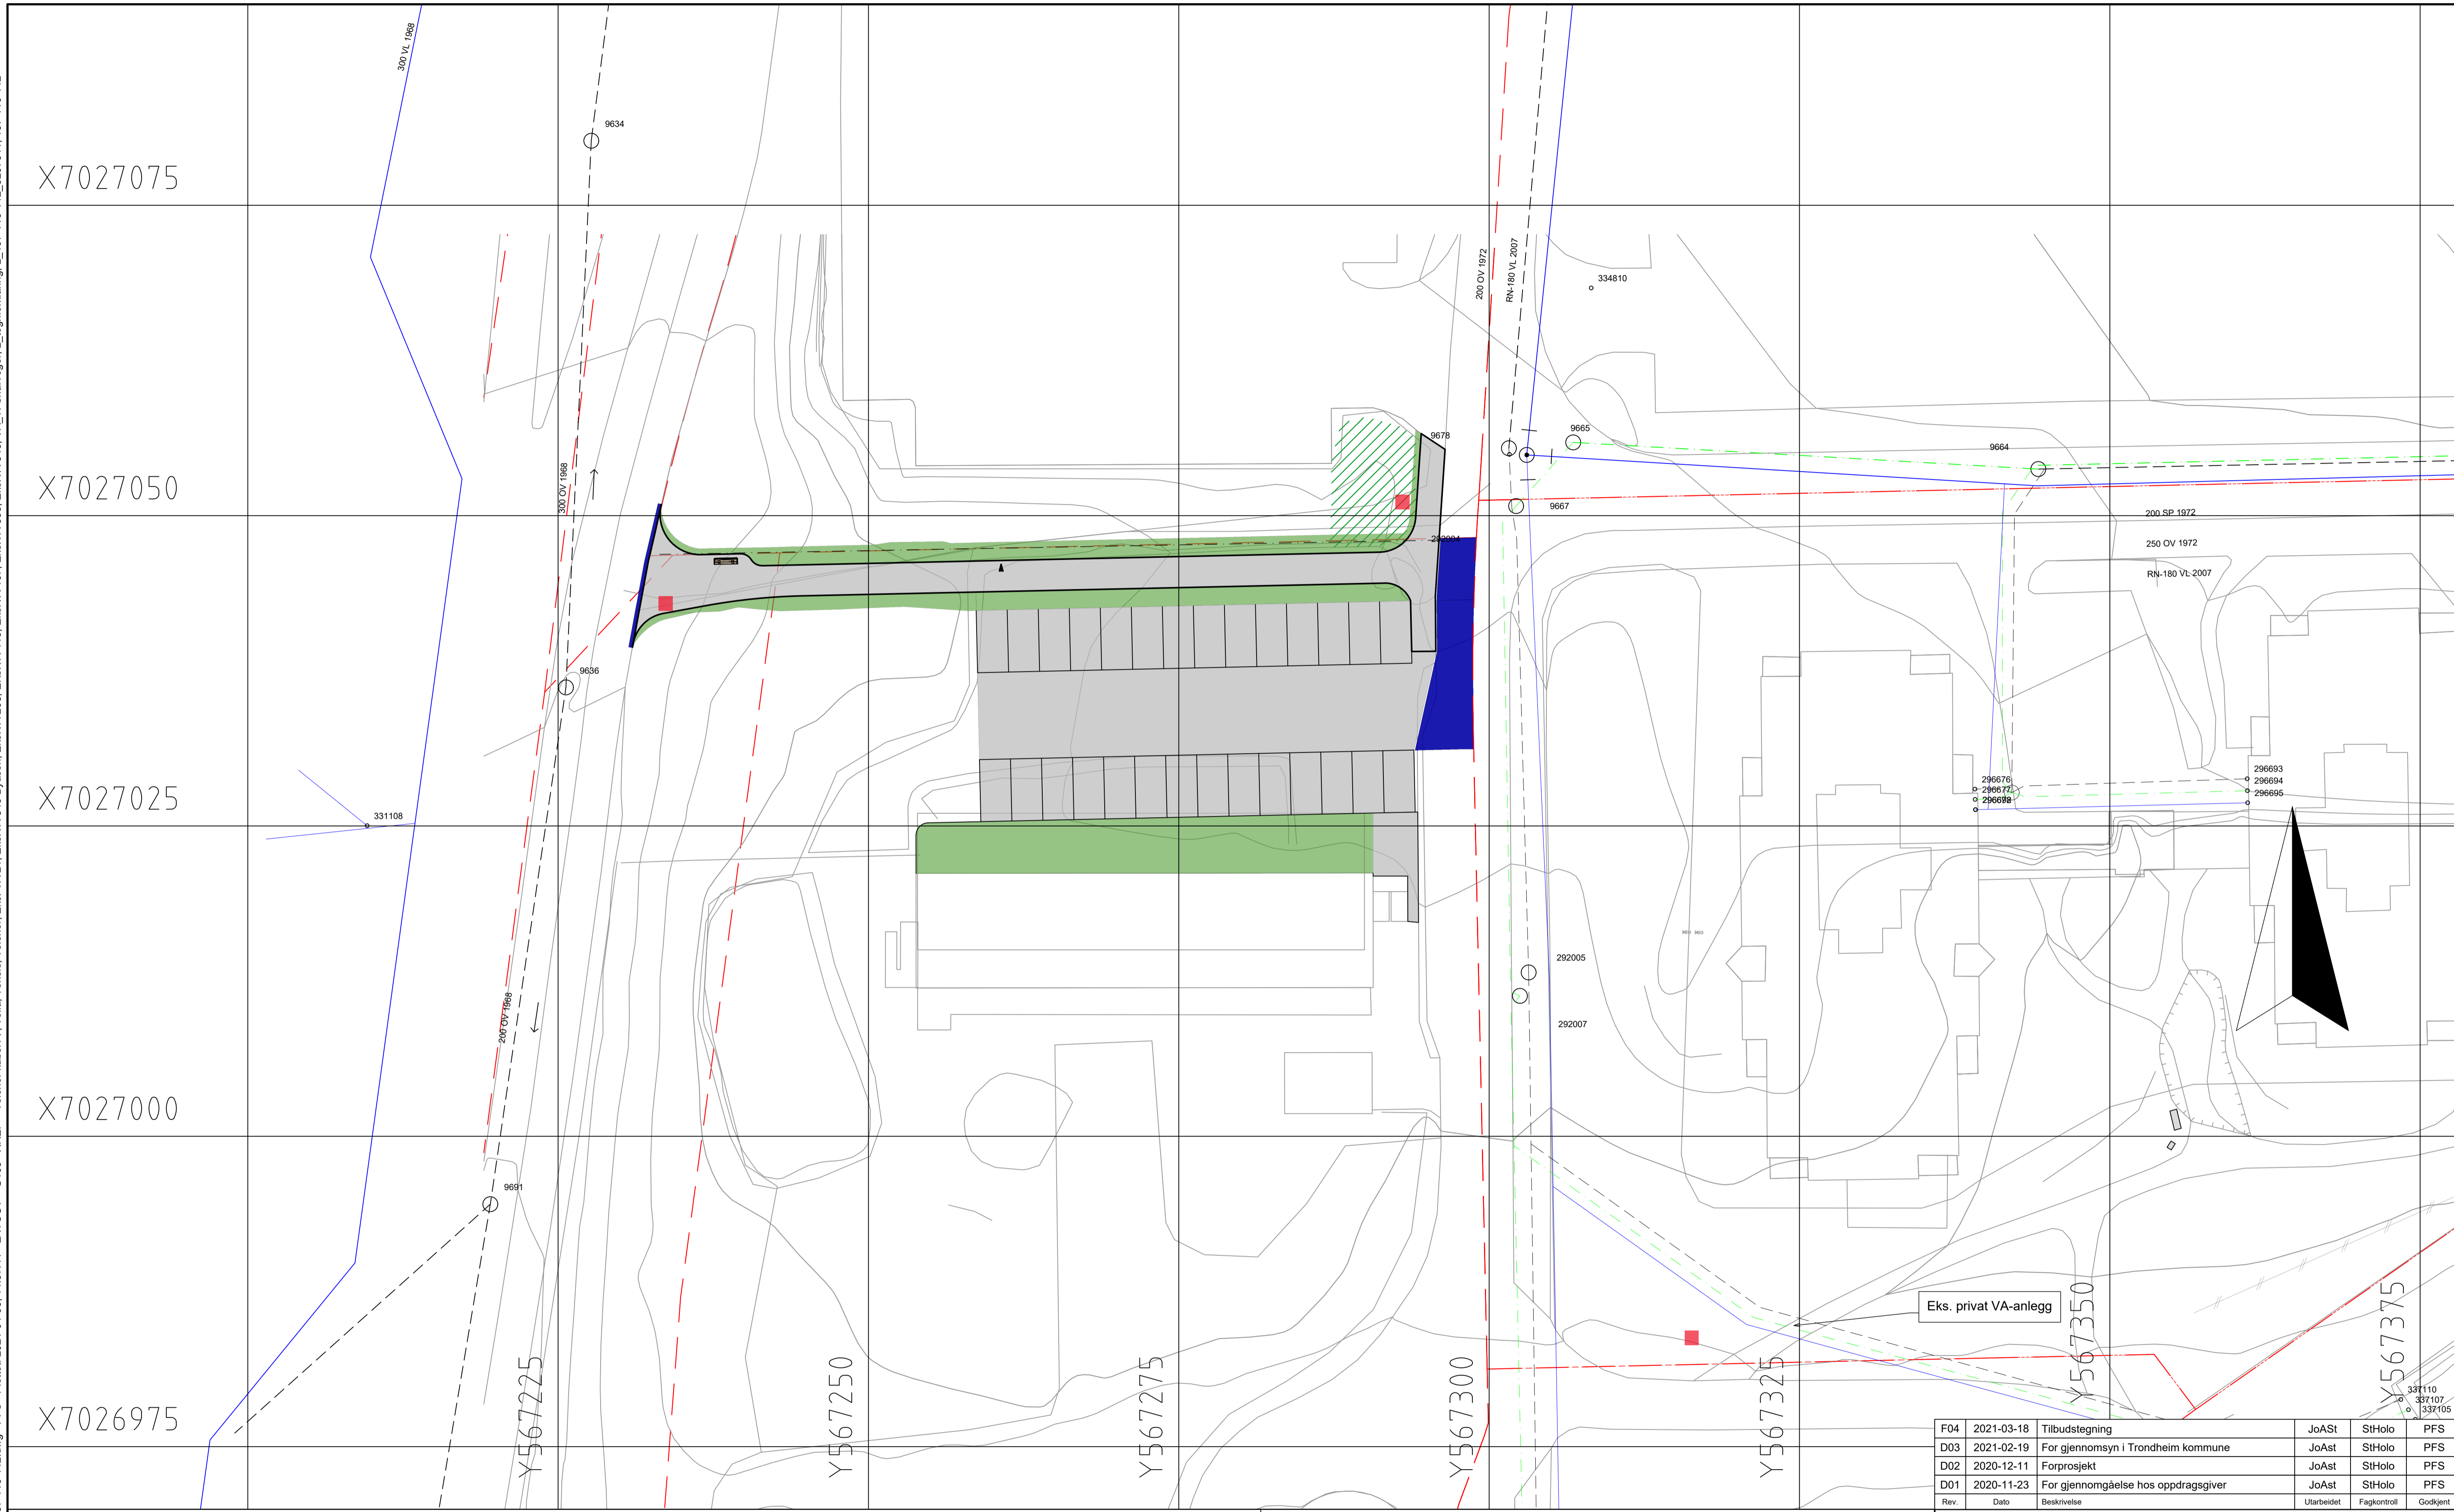 300 VL 1968
9634
X7027075
200 OV 1972
RN-180 VL 2007
334810
9678
9665
9664
X7027050
300 OV 1968
9667
200 SP 1972
292004
250 OV 1972
RN-180 VL 2007
9636
296693
296676
296694
296677
296695
X7027025
331108
292005
200 OV 1968
292007
X7027000
9691
Eks. privat VA-anlegg
Y567225
Y567250
Y567275
Y567300
Y567325
Y567350
Y567375
337110
337107
337105
X7026975
F04 2021-03-18 Tilbudstegning JoASt StHolo PFS
D03 2021-02-19 For gjennomsyn i Trondheim kommune JoAst StHolo PFS
D02 2020-12-11 Forprosjekt JoAst StHolo PFS
D01 2020-11-23 For gjennomgåelse hos oppdragsgiver JoAst StHolo PFS
Rev. Dato Beskrivelse Utarbeidet Fagkontroll Godkjent